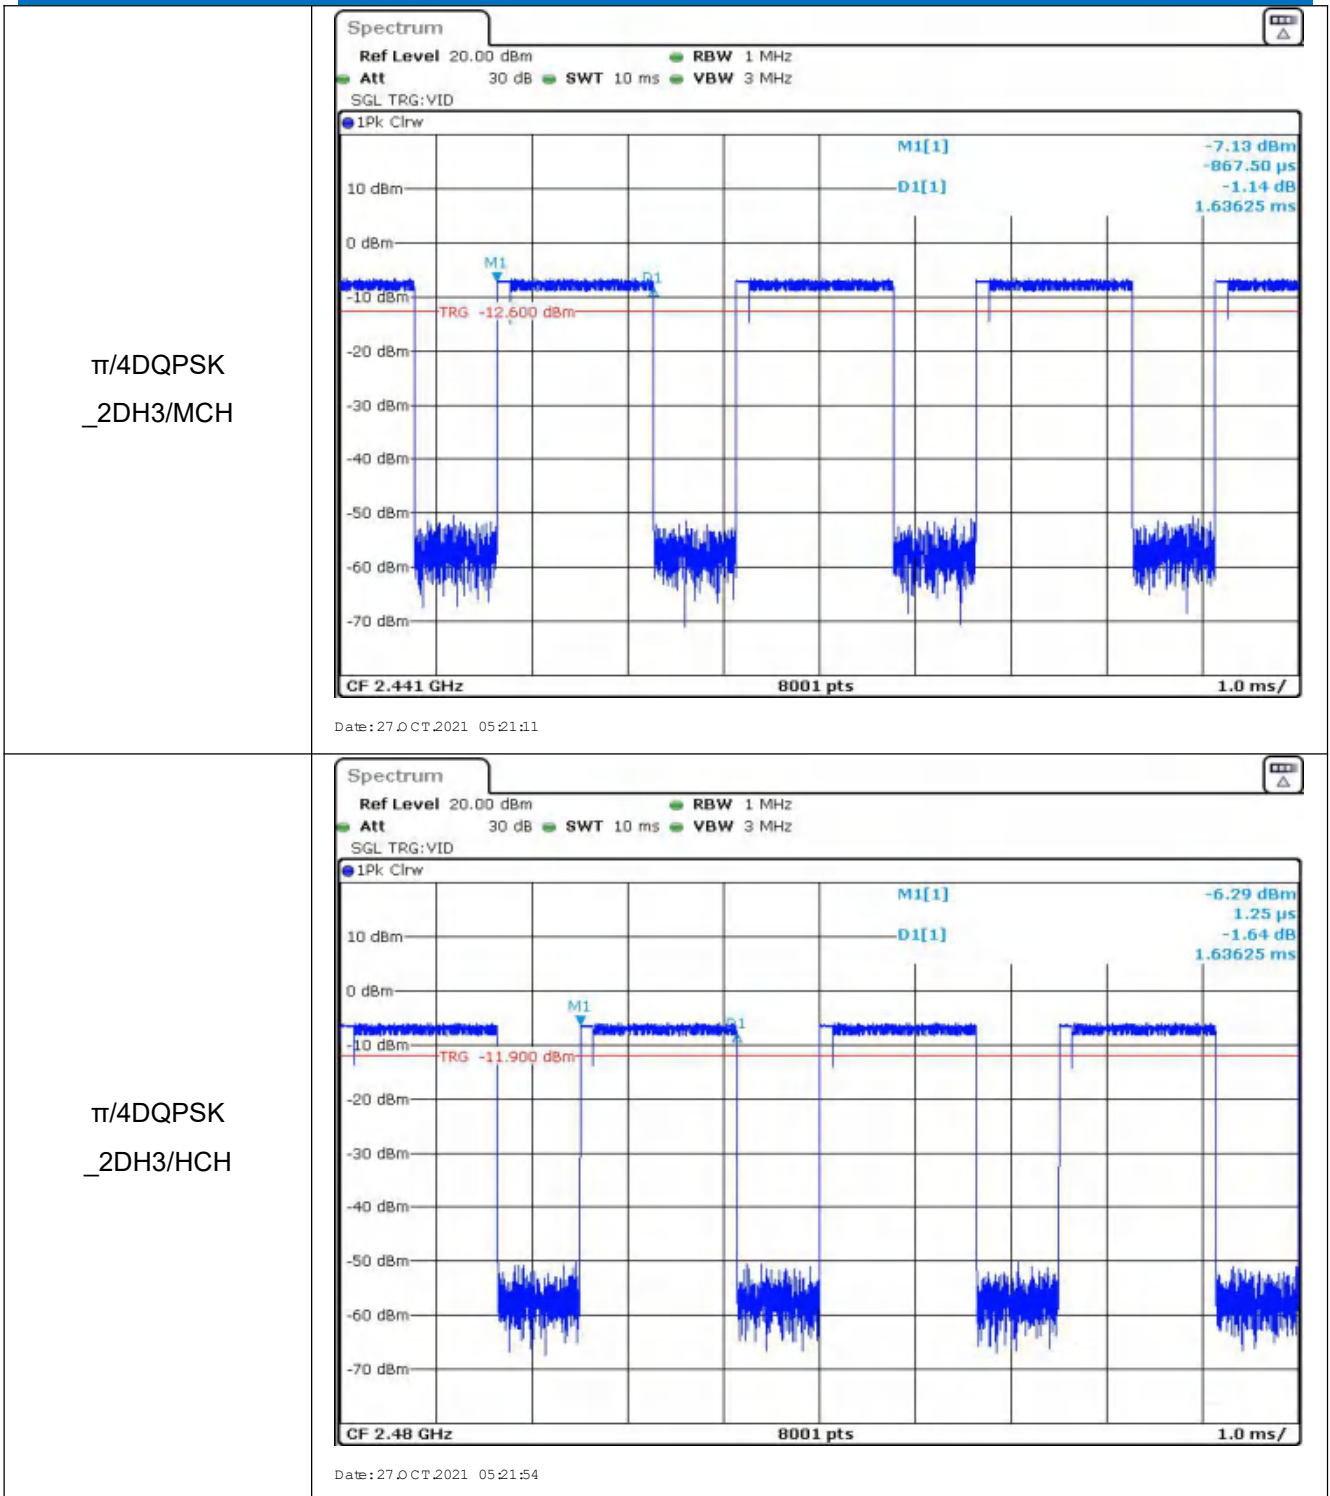 π/4DQPSK
_2DH3/MCH
Spectrum
Ref Level 20.00 dBm RBW 1 MHz
Att 30 dB SWT 10 ms VBW 3 MHz
SGL TRG:VID
1Pk Clrw
M1[1] -7.13 dBm
-867.50 µs
10 dBm D1[1] -1.14 dB
1.63625 ms
0 dBm
M1
D1
-10 dBm
TRG -12.600 dBm
-20 dBm
-30 dBm
-40 dBm
-50 dBm
-60 dBm
-70 dBm
CF 2.441 GHz 8001 pts 1.0 ms/
Date: 27.OCT.2021 05:21:11
π/4DQPSK
_2DH3/HCH
Spectrum
Ref Level 20.00 dBm RBW 1 MHz
Att 30 dB SWT 10 ms VBW 3 MHz
SGL TRG:VID
1Pk Clrw
M1[1] -6.29 dBm
1.25 µs
10 dBm D1[1] -1.64 dB
1.63625 ms
0 dBm
M1
D1
-10 dBm
TRG -11.900 dBm
-20 dBm
-30 dBm
-40 dBm
-50 dBm
-60 dBm
-70 dBm
CF 2.48 GHz 8001 pts 1.0 ms/
Date: 27.OCT.2021 05:21:54